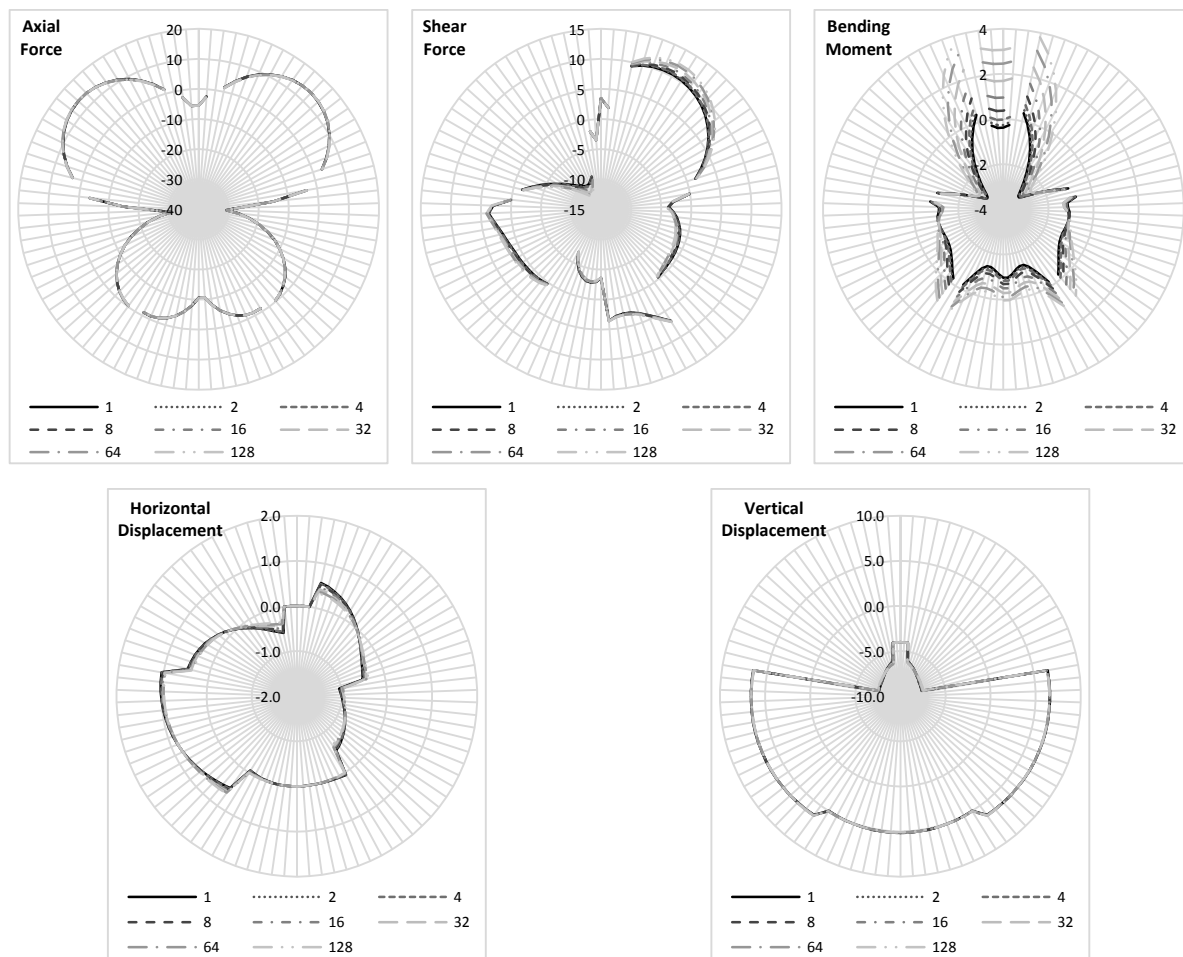 Axial
Force
20
10
0
-10
-20
-30
-40
1 2 4
8 16 32
64 128
Shear
Force
15
10
5
0
-5
-10
-15
1 2 4
8 16 32
64 128
Bending
Moment
4
2
0
-2
-4
1 2 4
8 16 32
64 128
Horizontal
Displacement
2.0
1.0
0.0
-1.0
-2.0
1 2 4
8 16 32
64 128
Vertical
Displacement
10.0
5.0
0.0
-5.0
-10.0
1 2 4
8 16 32
64 128